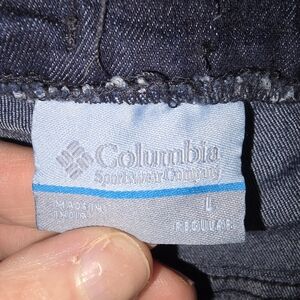 Columbia
Sportswear Company
MADE IN
INDIA
L
REGULAR